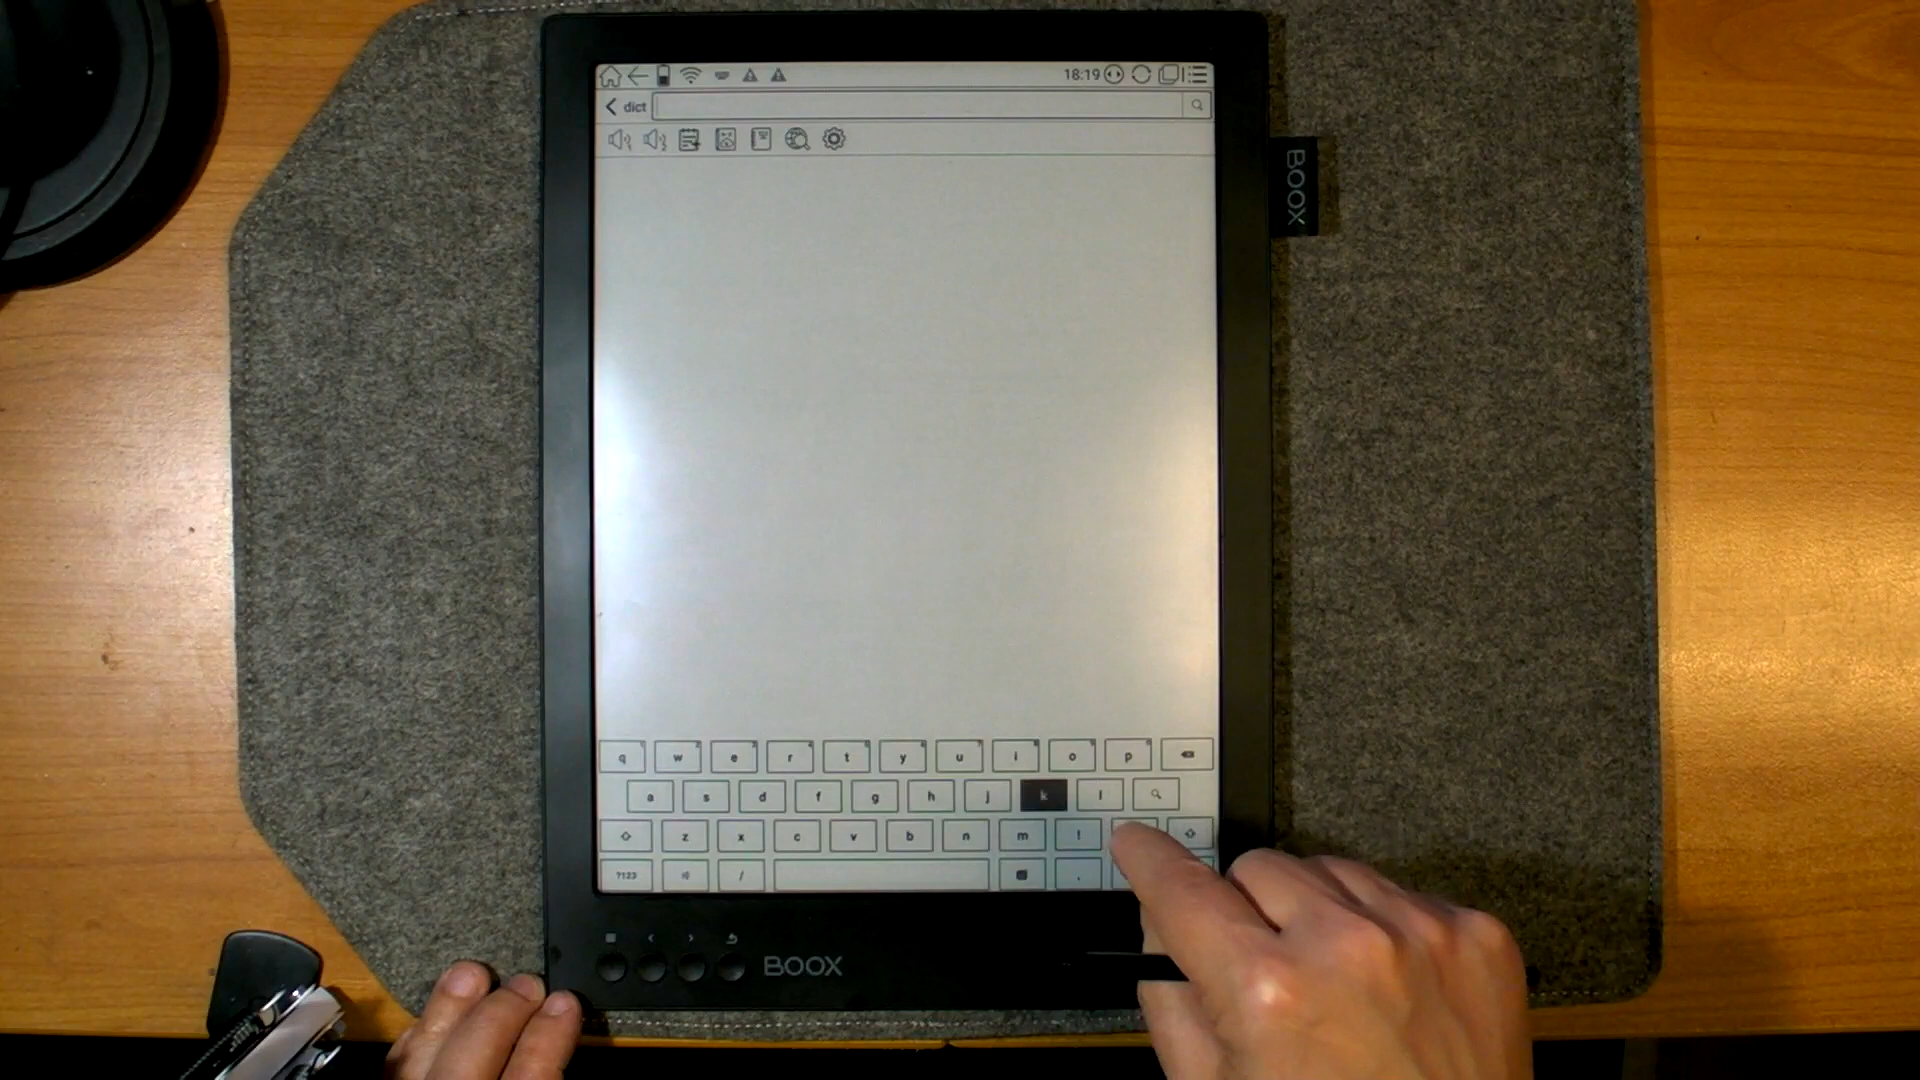 18:19
dict
BOOX
q w e r t y u i o p
a s d f g h j k l
z x c v b n m !
?123 / .
BOOX